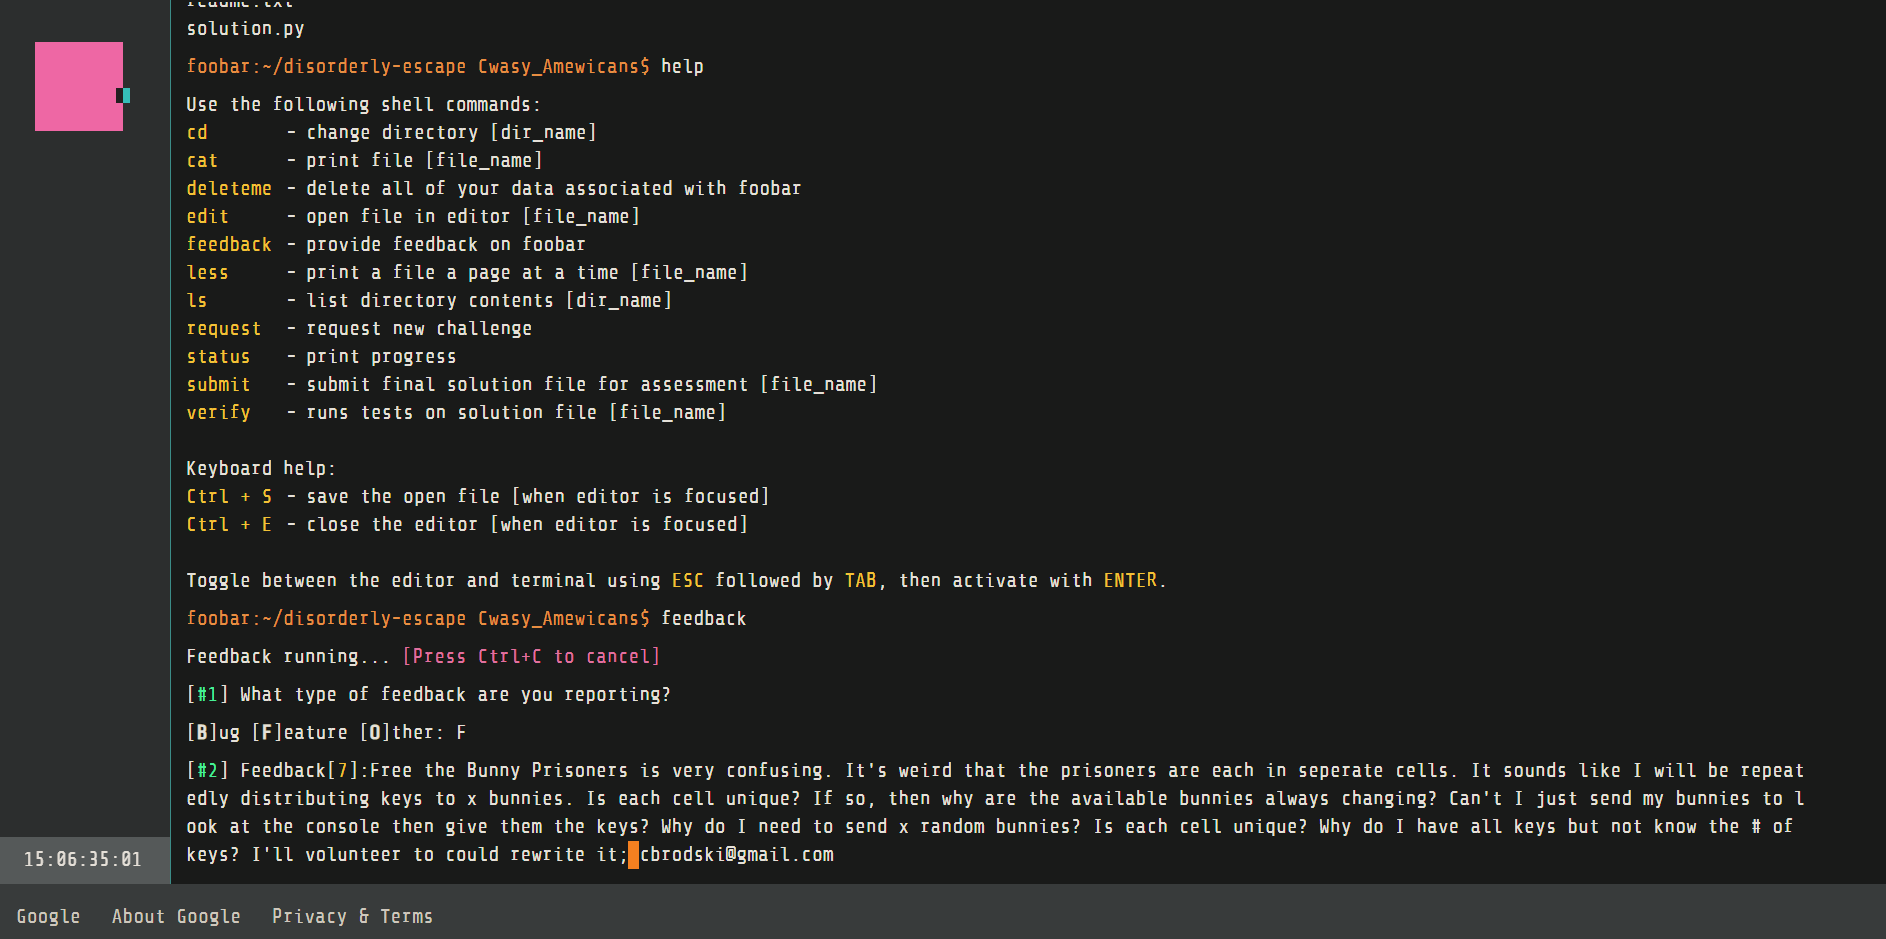 readme.txt
solution.py
foobar:~/disorderly-escape Cwasy_Amewicans$ help
Use the following shell commands:
cd - change directory [dir_name]
cat - print file [file_name]
deleteme - delete all of your data associated with foobar
edit - open file in editor [file_name]
feedback - provide feedback on foobar
less - print a file a page at a time [file_name]
ls - list directory contents [dir_name]
request - request new challenge
status - print progress
submit - submit final solution file for assessment [file_name]
verify - runs tests on solution file [file_name]
Keyboard help:
Ctrl + S - save the open file [when editor is focused]
Ctrl + E - close the editor [when editor is focused]
Toggle between the editor and terminal using ESC followed by TAB, then activate with ENTER.
foobar:~/disorderly-escape Cwasy_Amewicans$ feedback
Feedback running... [Press Ctrl+C to cancel]
[#1] What type of feedback are you reporting?
[B]ug [F]eature [O]ther: F
[#2] Feedback[7]:Free the Bunny Prisoners is very confusing. It's weird that the prisoners are each in seperate cells. It sounds like I will be repeat
edly distributing keys to x bunnies. Is each cell unique? If so, then why are the available bunnies always changing? Can't I just send my bunnies to l
ook at the console then give them the keys? Why do I need to send x random bunnies? Is each cell unique? Why do I have all keys but not know the # of
keys? I'll volunteer to could rewrite it; cbrodski@gmail.com
15:06:35:01
Google About Google Privacy & Terms